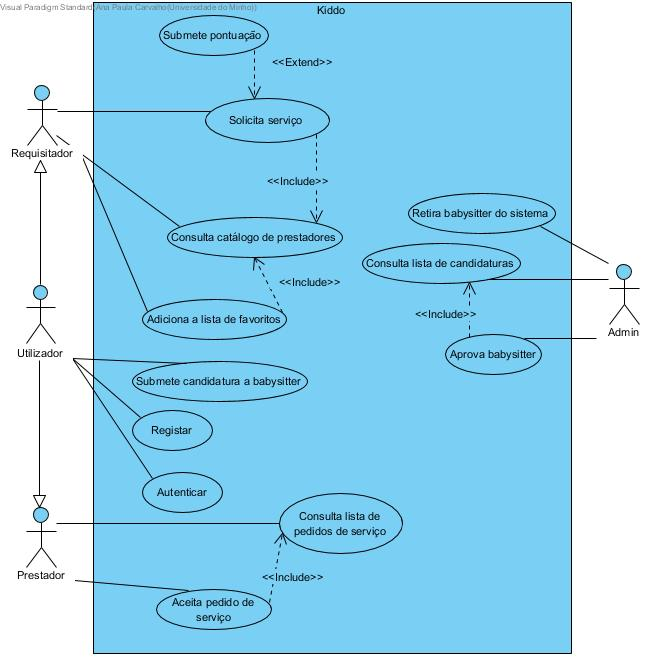 Visual Paradigm Standard(Ana Paula Carvalho(Universidade do Minho))
Kiddo
Submete pontuação
<<Extend>>
Solicita serviço
Requisitador
<<Include>>
Retira babysitter do sistema
Consulta catálogo de prestadores
Consulta lista de candidaturas
<<Include>>
Adiciona a lista de favoritos
<<Include>>
Admin
Utilizador
Aprova babysitter
Submete candidatura a babysitter
Registar
Autenticar
Consulta lista de
pedidos de serviço
Prestador
<<Include>>
Aceita pedido de
serviço